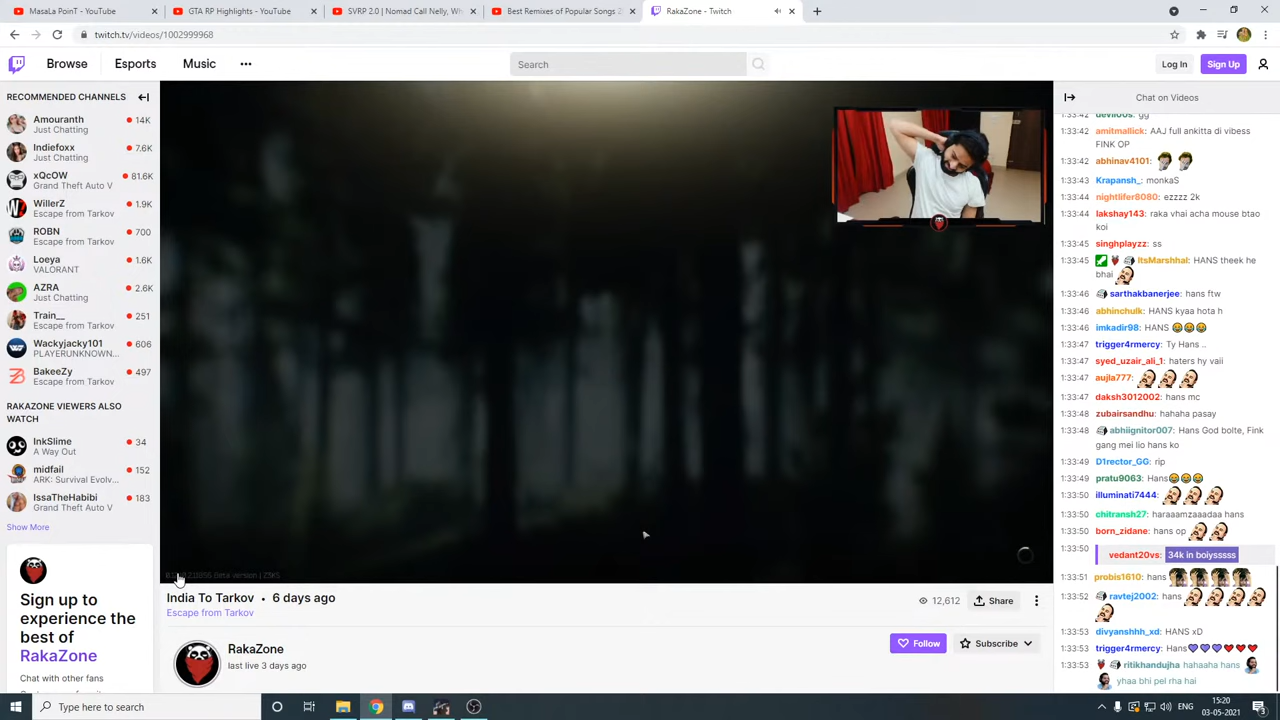 MasaLa PoinT - YouTube
GTA RP Highlights - YouTube
SVRP 2.0 | Nomad Call Nelly, Wh
Best Remixes of Popular Songs 2
RakaZone - Twitch
twitch.tv/videos/1002999968
Browse
Esports
Music
Search
Log In
Sign Up
RECOMMENDED CHANNELS
Amouranth
14K
Just Chatting
Indiefoxx
7.6K
Just Chatting
xQcOW
81.6K
Grand Theft Auto V
WillerZ
1.9K
Escape from Tarkov
ROBN
700
Escape from Tarkov
Loeya
1.6K
VALORANT
AZRA
2.6K
Just Chatting
Train__
251
Escape from Tarkov
Wackyjacky101
606
PLAYERUNKNOWN...
BakeeZy
497
Escape from Tarkov
RAKAZONE VIEWERS ALSO
WATCH
InkSlime
34
A Way Out
midfail
152
ARK: Survival Evolv...
IssaTheHabibi
183
Grand Theft Auto V
Show More
Sign up to
experience the
best of
RakaZone
Chat with other fans
India To Tarkov • 6 days ago
Escape from Tarkov
12,612
Share
RakaZone
last live 3 days ago
Follow
Subscribe
Chat on Videos
devil00s: gg
1:33:42 amitmallick: AAJ full ankitta di vibess
FINK OP
1:33:42 abhinav4101:
1:33:43 Krapansh_: monkaS
1:33:44 nightlifer8080: ezzzz 2k
1:33:44 lakshay143: raka vhai acha mouse btao
koi
1:33:45 singhplayzz: ss
1:33:45 ItsMarshhal: HANS theek he
bhai
1:33:46 sarthakbanerjee: hans ftw
1:33:46 abhinchulk: HANS kyaa hota h
1:33:46 imkadir98: HANS
1:33:47 trigger4rmercy: Ty Hans ..
1:33:47 syed_uzair_ali_1: haters hy vaii
1:33:47 aujla777:
1:33:47 daksh3012002: hans mc
1:33:48 zubairsandhu: hahaha pasay
1:33:48 abhiignitor007: Hans God bolte, Fink
gang mei lio hans ko
1:33:49 D1rector_GG: rip
1:33:49 pratu9063: Hans
1:33:50 illuminati7444:
1:33:50 chitransh27: haraaamzaaadaa hans
1:33:50 born_zidane: hans op
1:33:50 vedant20vs: 34k in boiysssss
1:33:51 probis1610: hans
1:33:52 ravtej2002: hans
1:33:53 divyanshhh_xd: HANS xD
1:33:53 trigger4rmercy: Hans
1:33:53 ritikhandujha: hahaaha hans
yhaa bhi pel rha hai
Type here to search
ENG
15:20
03-05-2021
3